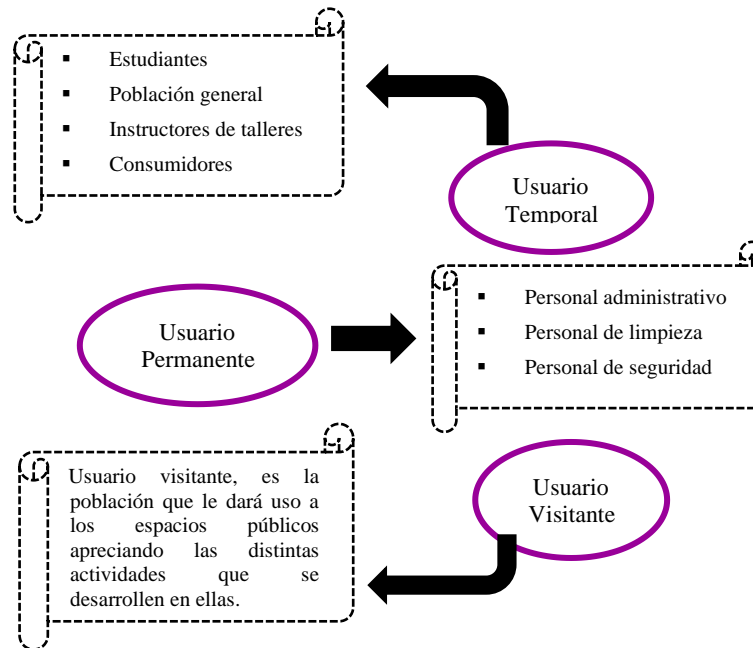 ▪ Estudiantes
▪ Población general
▪ Instructores de talleres
▪ Consumidores
Usuario
Temporal
Usuario
Permanente
▪ Personal administrativo
▪ Personal de limpieza
▪ Personal de seguridad
Usuario visitante, es la
población que le dará uso a
los espacios públicos
apreciando las distintas
actividades que se
desarrollen en ellas.
Usuario
Visitante